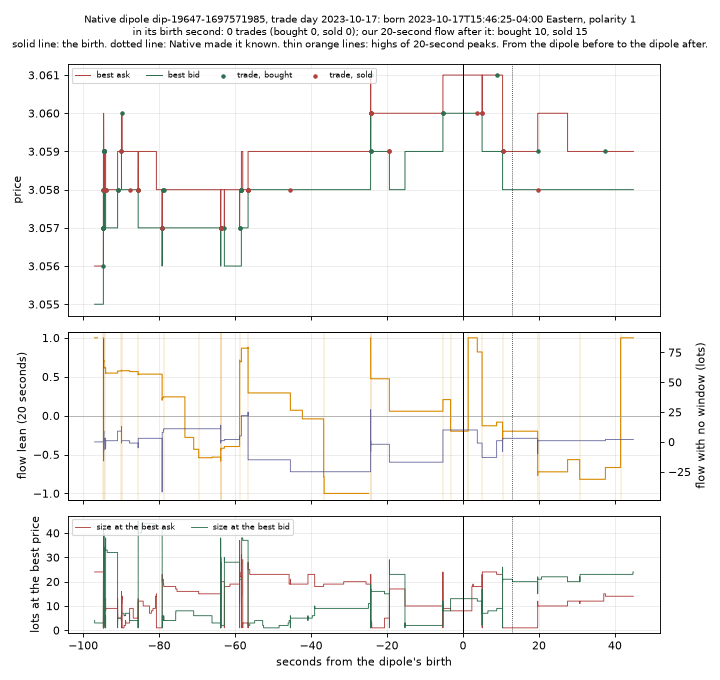 Native dipole dip-19647-1697571985, trade day 2023-10-17: born 2023-10-17T15:46:25-04:00 Eastern, polarity 1
in its birth second: 0 trades (bought 0, sold 0); our 20-second flow after it: bought 10, sold 15
solid line: the birth. dotted line: Native made it known. thin orange lines: highs of 20-second peaks. From the dipole before to the dipole after.
best ask
best bid
trade, bought
trade, sold
3.061
3.060
3.059
3.058
3.057
3.056
3.055
price
1.0
0.5
0.0
−0.5
−1.0
flow lean (20 seconds)
75
50
25
0
−25
flow with no window (lots)
size at the best ask
size at the best bid
40
30
20
10
0
lots at the best price
−100
−80
−60
−40
−20
0
20
40
seconds from the dipole's birth